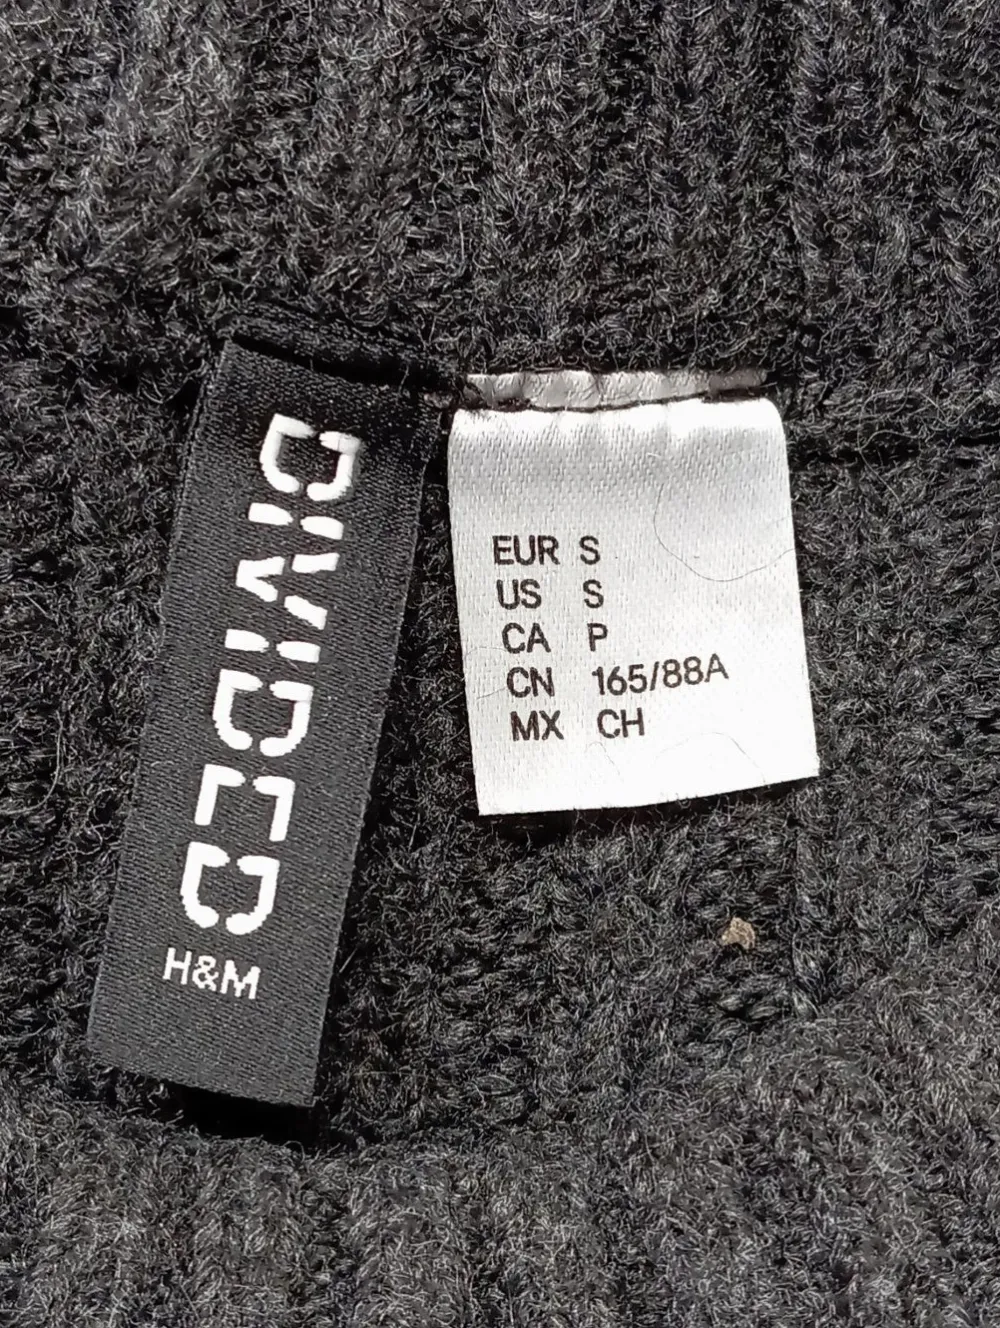 DIVIDED
H&M
EUR S
US S
CA P
CN 165/88A
MX CH